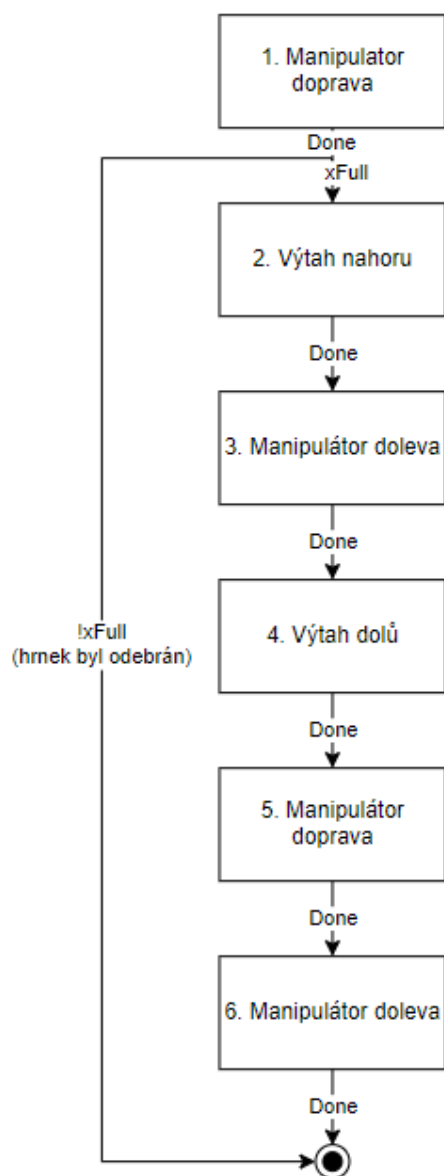 1. Manipulator
doprava
Done
xFull
2. Výtah nahoru
Done
3. Manipulátor doleva
Done
!xFull
(hrnek byl odebrán)
4. Výtah dolů
Done
5. Manipulátor
doprava
Done
6. Manipulátor doleva
Done